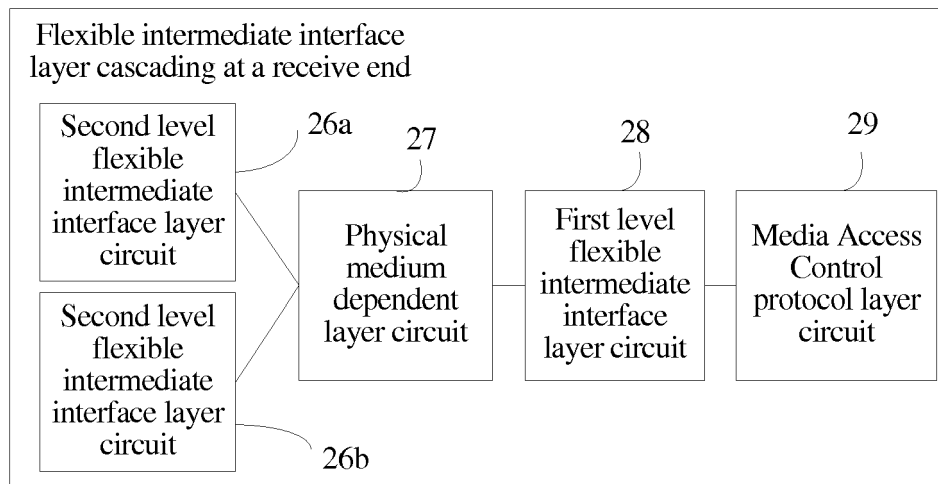 Flexible intermediate interface
layer cascading at a receive end
Second level
flexible
intermediate
interface layer
circuit
26a
Second level
flexible
intermediate
interface layer
circuit
26b
27
Physical
medium
dependent
layer circuit
28
First level
flexible
intermediate
interface
layer circuit
29
Media Access
Control
protocol layer
circuit